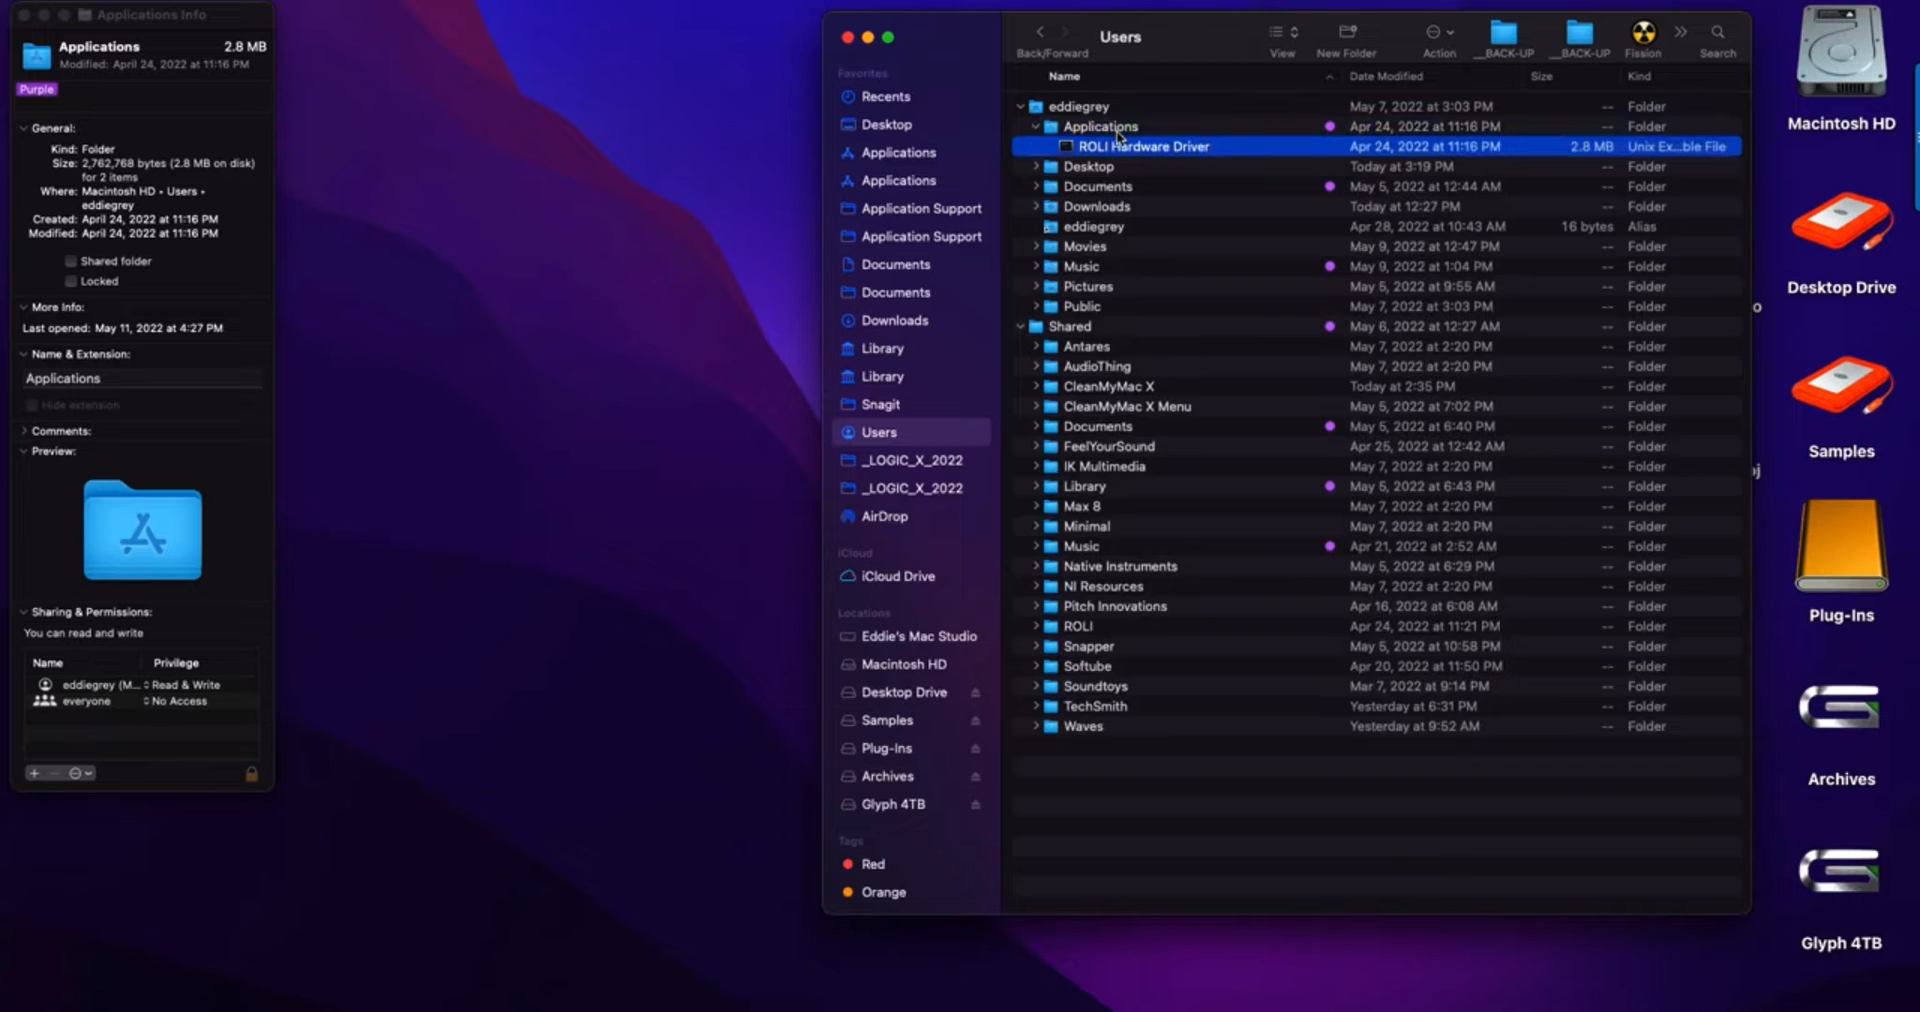 Applications Info
Applications 2.8 MB
Modified: April 24, 2022 at 11:16 PM
Purple
General:
Kind: Folder
Size: 2,762,768 bytes (2.8 MB on disk)
for 2 items
Where: Macintosh HD • Users •
eddiegrey
Created: April 24, 2022 at 11:16 PM
Modified: April 24, 2022 at 11:16 PM
Shared folder
Locked
More Info:
Last opened: May 11, 2022 at 4:27 PM
Name & Extension:
Applications
Hide extension
Comments:
Preview:
Sharing & Permissions:
You can read and write
Name Privilege
eddiegrey (M... Read & Write
everyone No Access
Favorites
Recents
Desktop
Applications
Applications
Application Support
Application Support
Documents
Documents
Downloads
Library
Library
Snagit
Users
_LOGIC_X_2022
_LOGIC_X_2022
AirDrop
iCloud
iCloud Drive
Locations
Eddie's Mac Studio
Macintosh HD
Desktop Drive
Samples
Plug-Ins
Archives
Glyph 4TB
Tags
Red
Orange
Users
Back/Forward View New Folder Action __BACK-UP __BACK-UP Fission Search
Name Date Modified Size Kind
eddiegrey May 7, 2022 at 3:03 PM -- Folder
Applications Apr 24, 2022 at 11:16 PM -- Folder
ROLI Hardware Driver Apr 24, 2022 at 11:16 PM 2.8 MB Unix Ex...ble File
Desktop Today at 3:19 PM -- Folder
Documents May 5, 2022 at 12:44 AM -- Folder
Downloads Today at 12:27 PM -- Folder
eddiegrey Apr 28, 2022 at 10:43 AM 16 bytes Alias
Movies May 9, 2022 at 12:47 PM -- Folder
Music May 9, 2022 at 1:04 PM -- Folder
Pictures May 5, 2022 at 9:55 AM -- Folder
Public May 7, 2022 at 3:03 PM -- Folder
Shared May 6, 2022 at 12:27 AM -- Folder
Antares May 7, 2022 at 2:20 PM -- Folder
AudioThing May 7, 2022 at 2:20 PM -- Folder
CleanMyMac X Today at 2:35 PM -- Folder
CleanMyMac X Menu May 5, 2022 at 7:02 PM -- Folder
Documents May 5, 2022 at 6:40 PM -- Folder
FeelYourSound Apr 25, 2022 at 12:42 AM -- Folder
IK Multimedia May 7, 2022 at 2:20 PM -- Folder
Library May 5, 2022 at 6:43 PM -- Folder
Max 8 May 7, 2022 at 2:20 PM -- Folder
Minimal May 7, 2022 at 2:20 PM -- Folder
Music Apr 21, 2022 at 2:52 AM -- Folder
Native Instruments May 5, 2022 at 6:29 PM -- Folder
NI Resources May 7, 2022 at 2:20 PM -- Folder
Pitch Innovations Apr 16, 2022 at 6:08 AM -- Folder
ROLI Apr 24, 2022 at 11:21 PM -- Folder
Snapper May 5, 2022 at 10:58 PM -- Folder
Softube Apr 20, 2022 at 11:50 PM -- Folder
Soundtoys Mar 7, 2022 at 9:14 PM -- Folder
TechSmith Yesterday at 6:31 PM -- Folder
Waves Yesterday at 9:52 AM -- Folder
Macintosh HD
Desktop Drive
Samples
Plug-Ins
Archives
Glyph 4TB